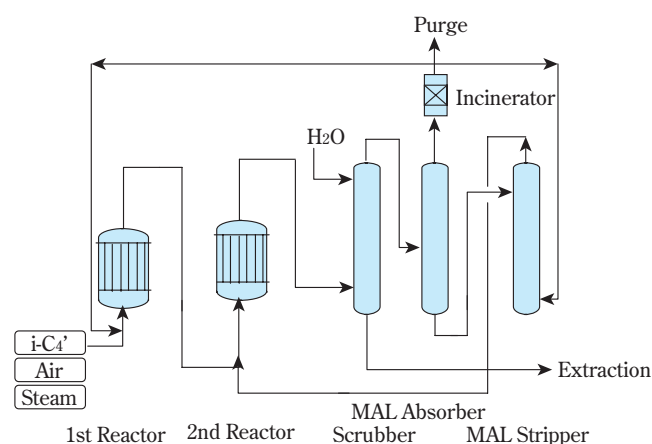 Purge
Incinerator
H2O
i-C4'
Air
Steam
Extraction
MAL Absorber
1st Reactor 2nd Reactor Scrubber MAL Stripper